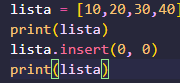 lista = [10,20,30,40]
print(lista)
lista.insert(0, 0)
print(lista)